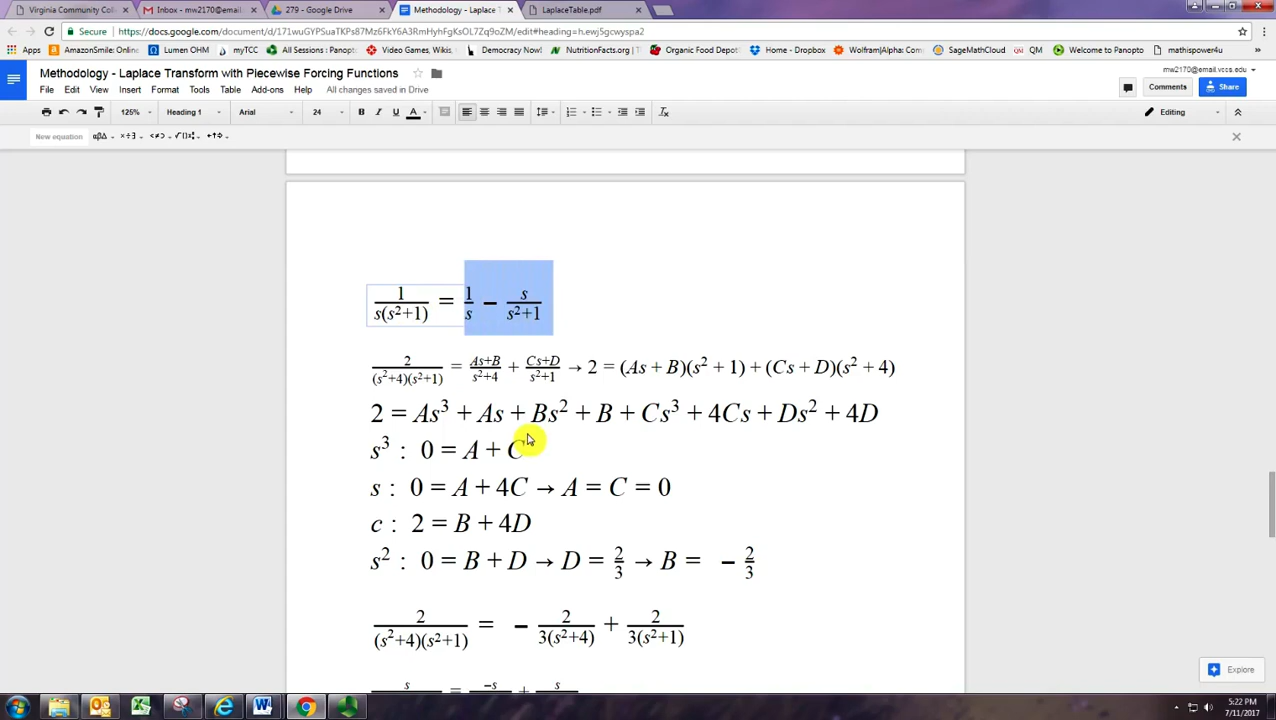 Virginia Community Coll
Inbox - mw2170@email
279 - Google Drive
Methodology - Laplace T
LaplaceTable.pdf
Secure
https://docs.google.com/document/d/171wuGYPSuaTKPs87Mz6FkY6A3RmHyhFgKsOL7Zq9oZM/edit#heading=h.ewj5gcwyspa2
Apps
AmazonSmile: Online
Lumen OHM
myTCC
All Sessions : Panopto
Video Games, Wikis,
Democracy Now!
NutritionFacts.org | T
Organic Food Deposit
Home - Dropbox
Wolfram|Alpha: Comp
SageMathCloud
QM
Welcome to Panopto
mathispower4u
Methodology - Laplace Transform with Piecewise Forcing Functions
mw2170@email.vccs.edu
File Edit View Insert Format Tools Table Add-ons Help All changes saved in Drive
Comments
Share
125% Heading 1 Arial 24 B I U A
Editing
New equation αβΔ ×÷3 <≠>
1/(s(s²+1)) = 1/s − s/(s²+1)
2/((s²+4)(s²+1)) = (As+B)/(s²+4) + (Cs+D)/(s²+1) → 2 = (As + B)(s² + 1) + (Cs + D)(s² + 4)
2 = As³ + As + Bs² + B + Cs³ + 4Cs + Ds² + 4D
s³ : 0 = A + C
s : 0 = A + 4C → A = C = 0
c : 2 = B + 4D
s² : 0 = B + D → D = 2/3 → B = − 2/3
2/((s²+4)(s²+1)) = − 2/(3(s²+4)) + 2/(3(s²+1))
s = −s + s
Explore
5:22 PM
7/11/2017